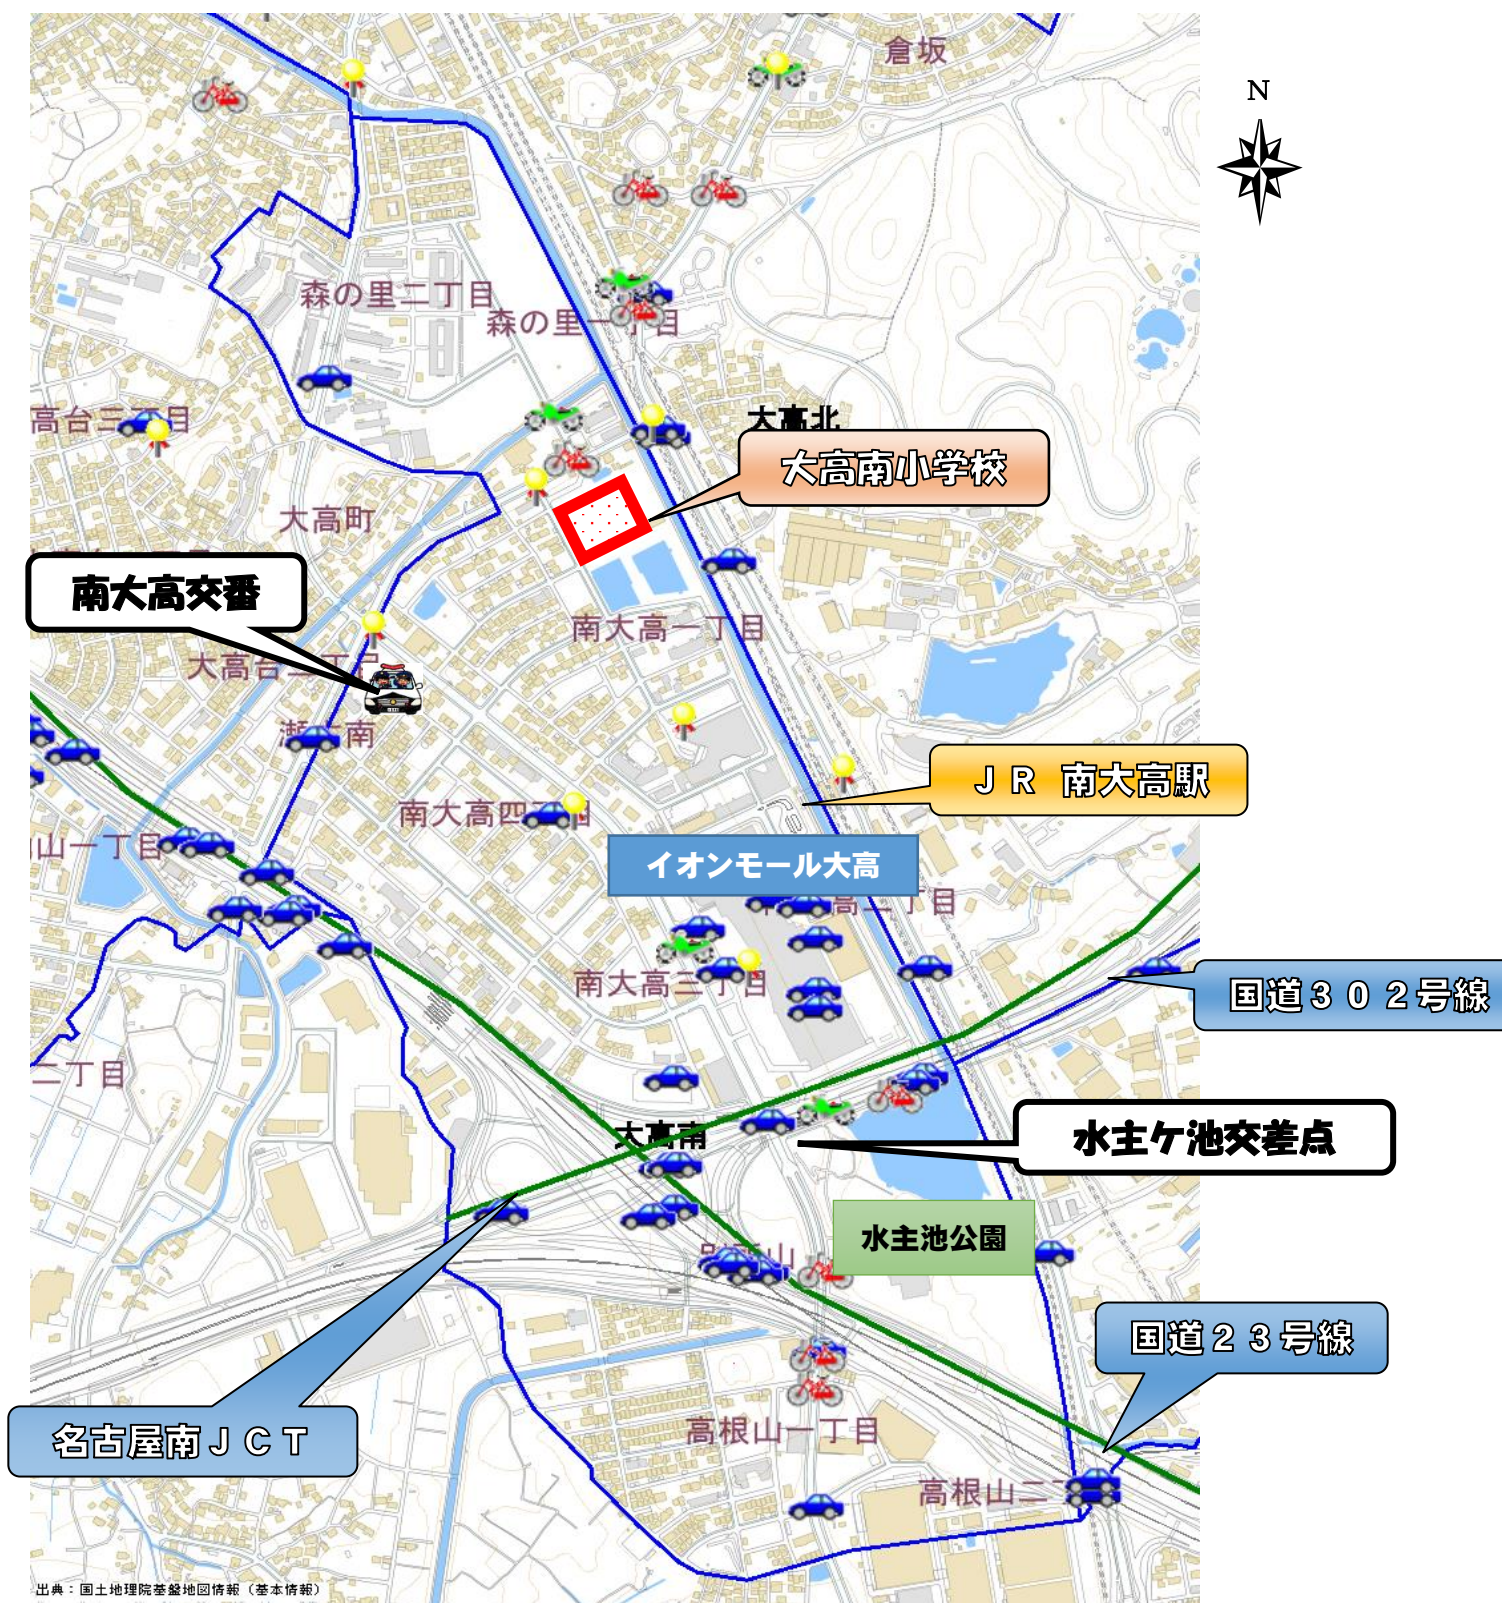 倉坂
N
森の里二丁目
森の里一丁目
大高北
大高南小学校
大高町
南大高交番
南大高一丁目
JR 南大高駅
南大高四丁目
イオンモール大高
山一丁目
南大高三丁目
国道302号線
二丁目
大高南
水主ケ池交差点
水主池公園
国道23号線
名古屋南JCT
高根山一丁目
高根山二
出典:国土地理院基盤地図情報(基本情報)